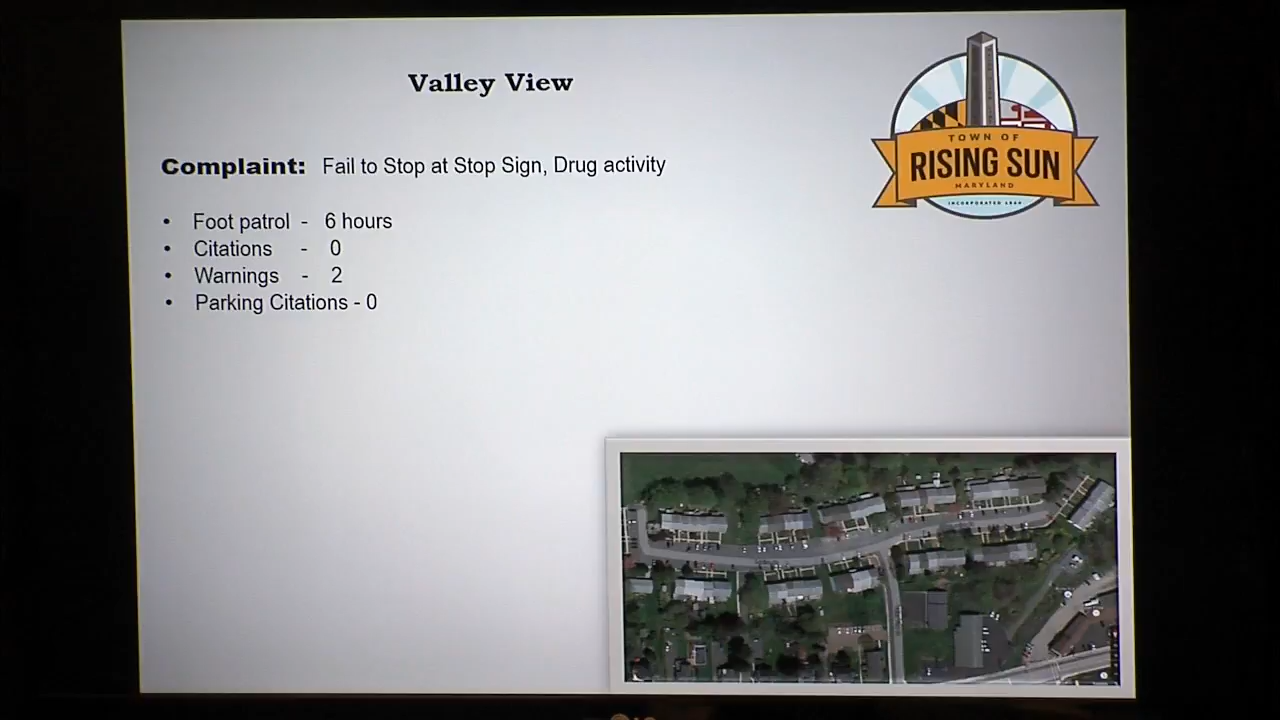 Valley View
TOWN OF
RISING SUN
MARYLAND
Complaint: Fail to Stop at Stop Sign, Drug activity
• Foot patrol - 6 hours
• Citations - 0
• Warnings - 2
• Parking Citations - 0